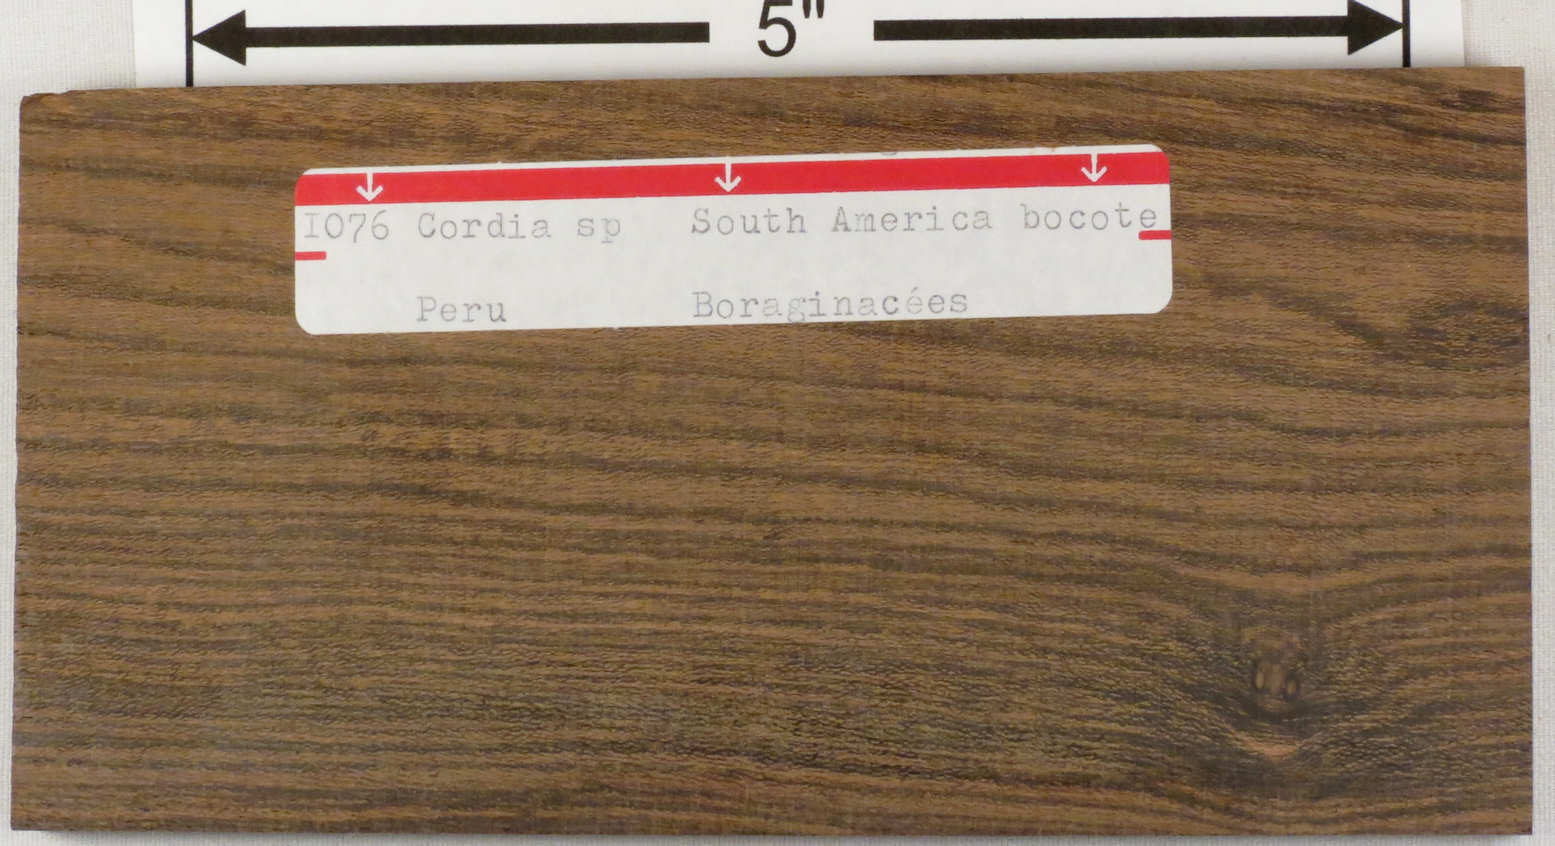 5"
I076 Cordia sp South America bocote
Peru Boraginacées